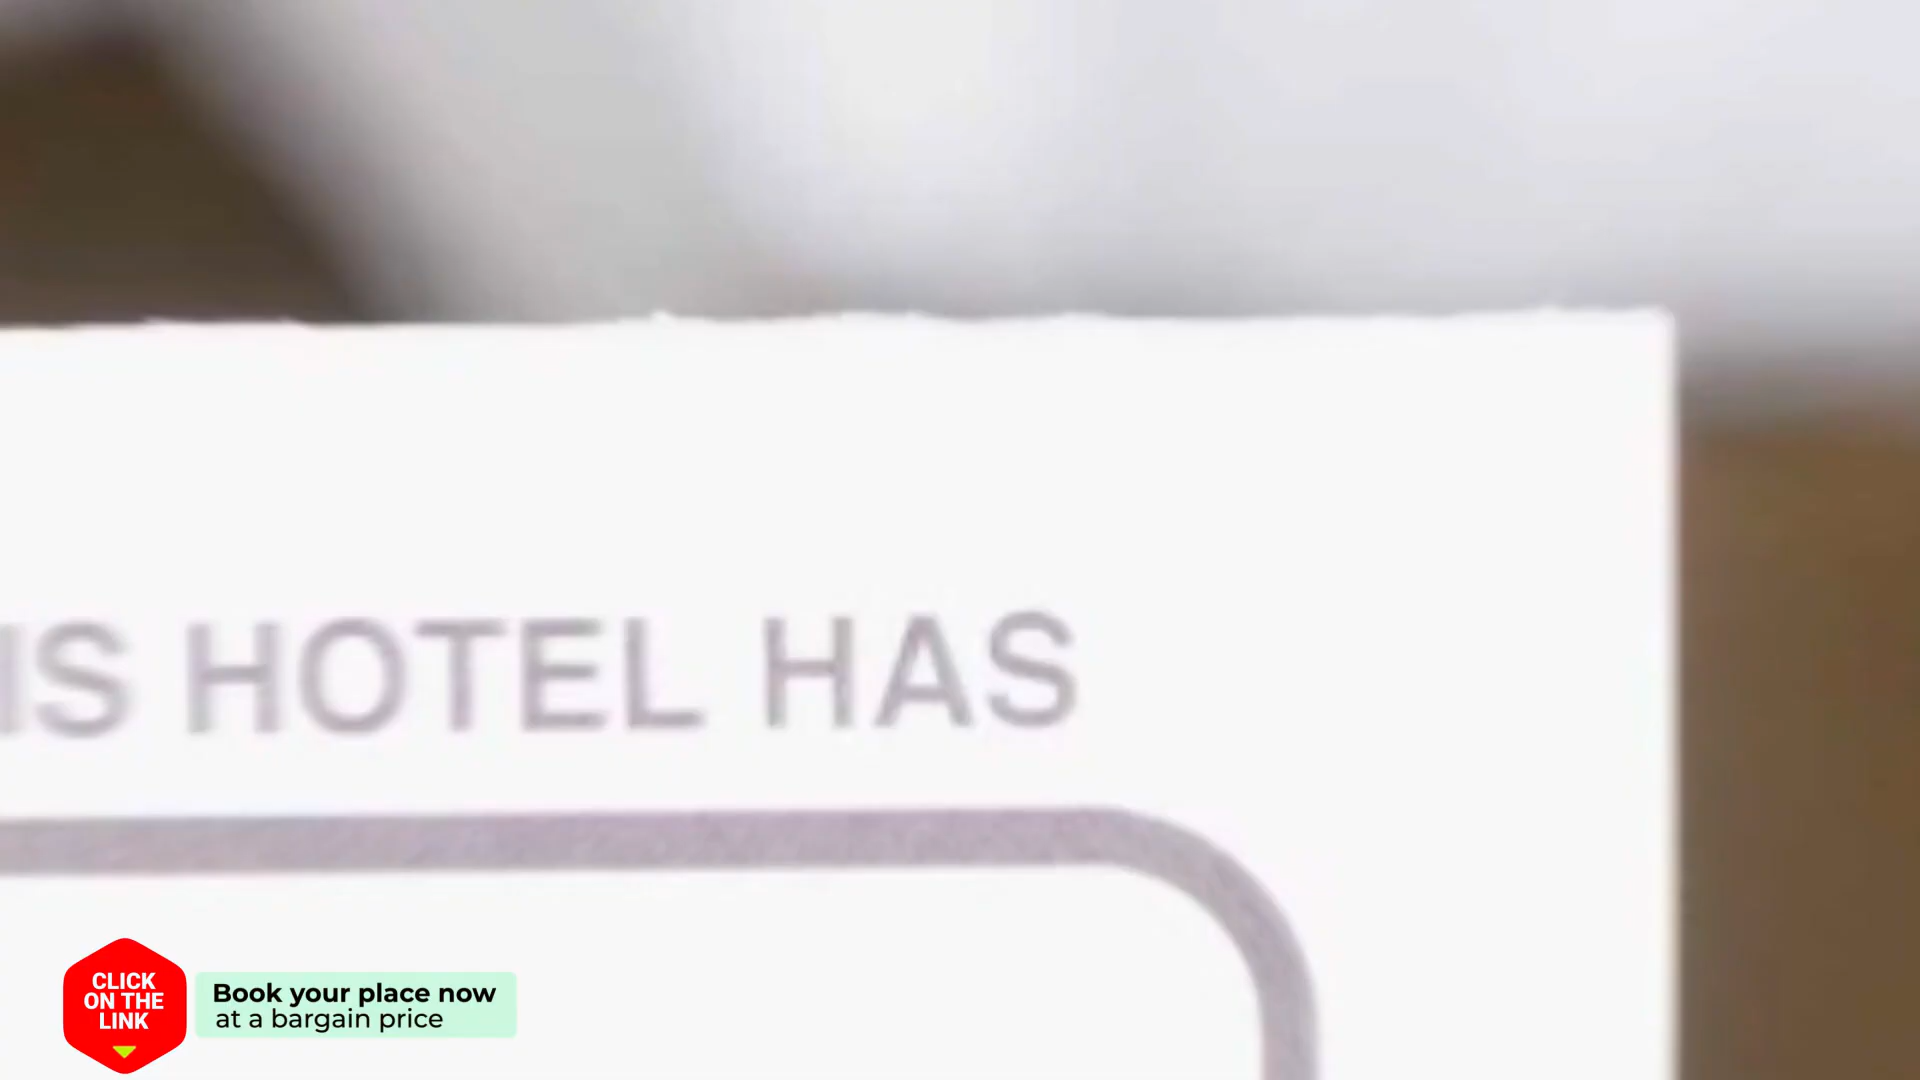 IS HOTEL HAS
CLICK
ON THE
LINK
Book your place now
at a bargain price